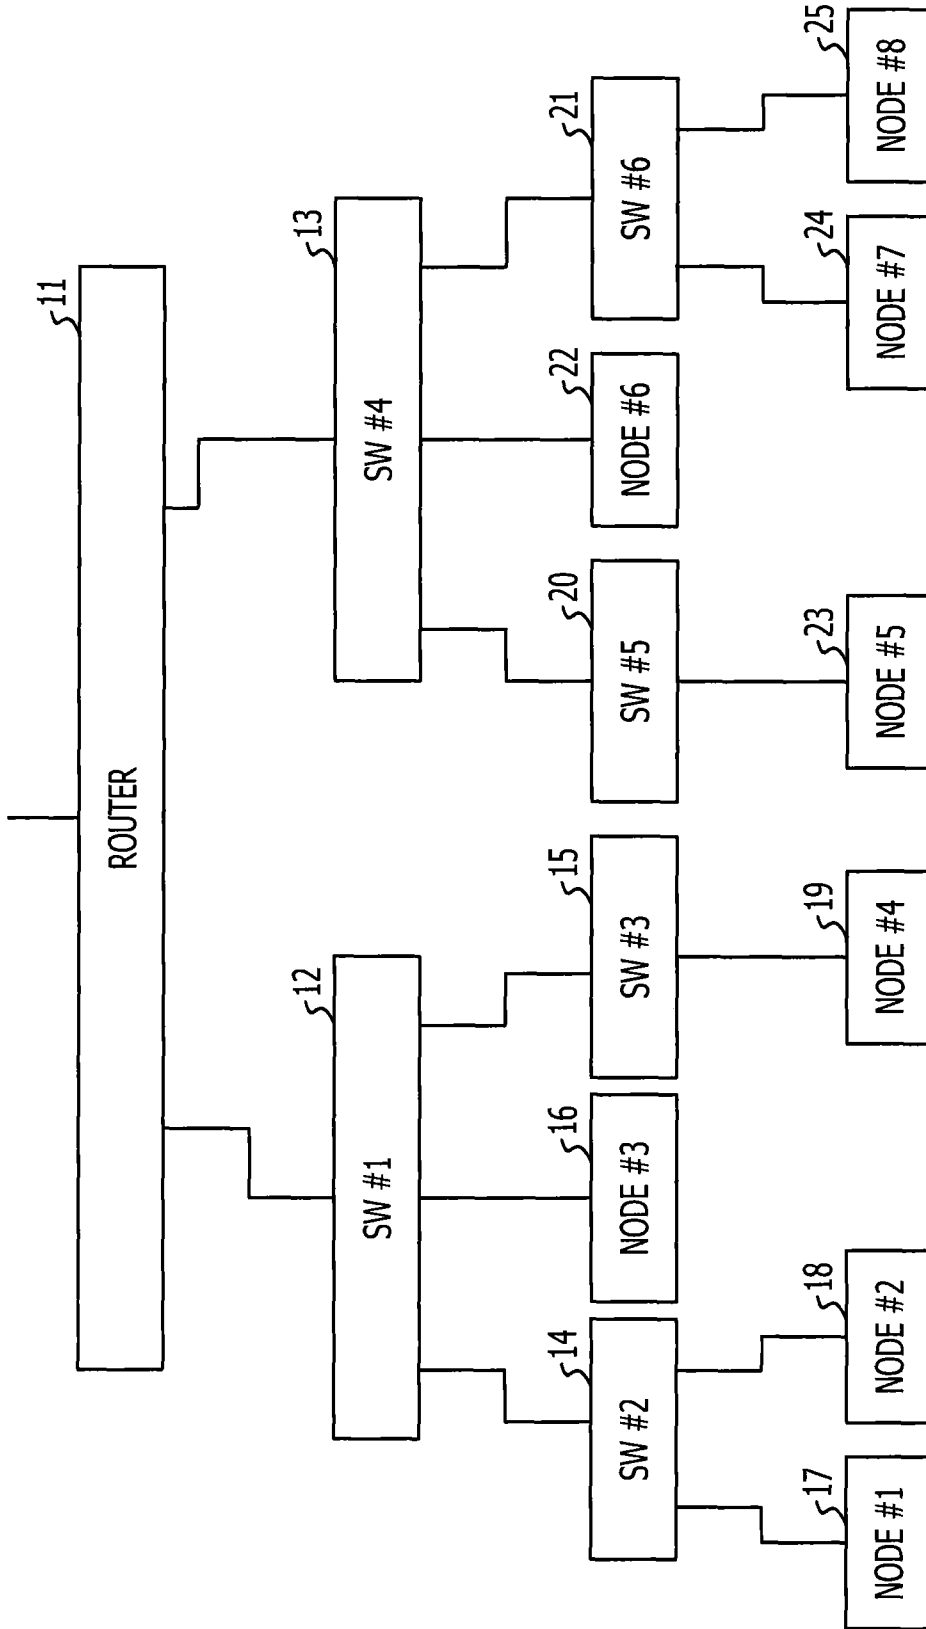 11
ROUTER
12
SW #1
13
SW #4
14
SW #2
16
NODE #3
15
SW #3
20
SW #5
22
NODE #6
21
SW #6
17
NODE #1
18
NODE #2
19
NODE #4
23
NODE #5
24
NODE #7
25
NODE #8